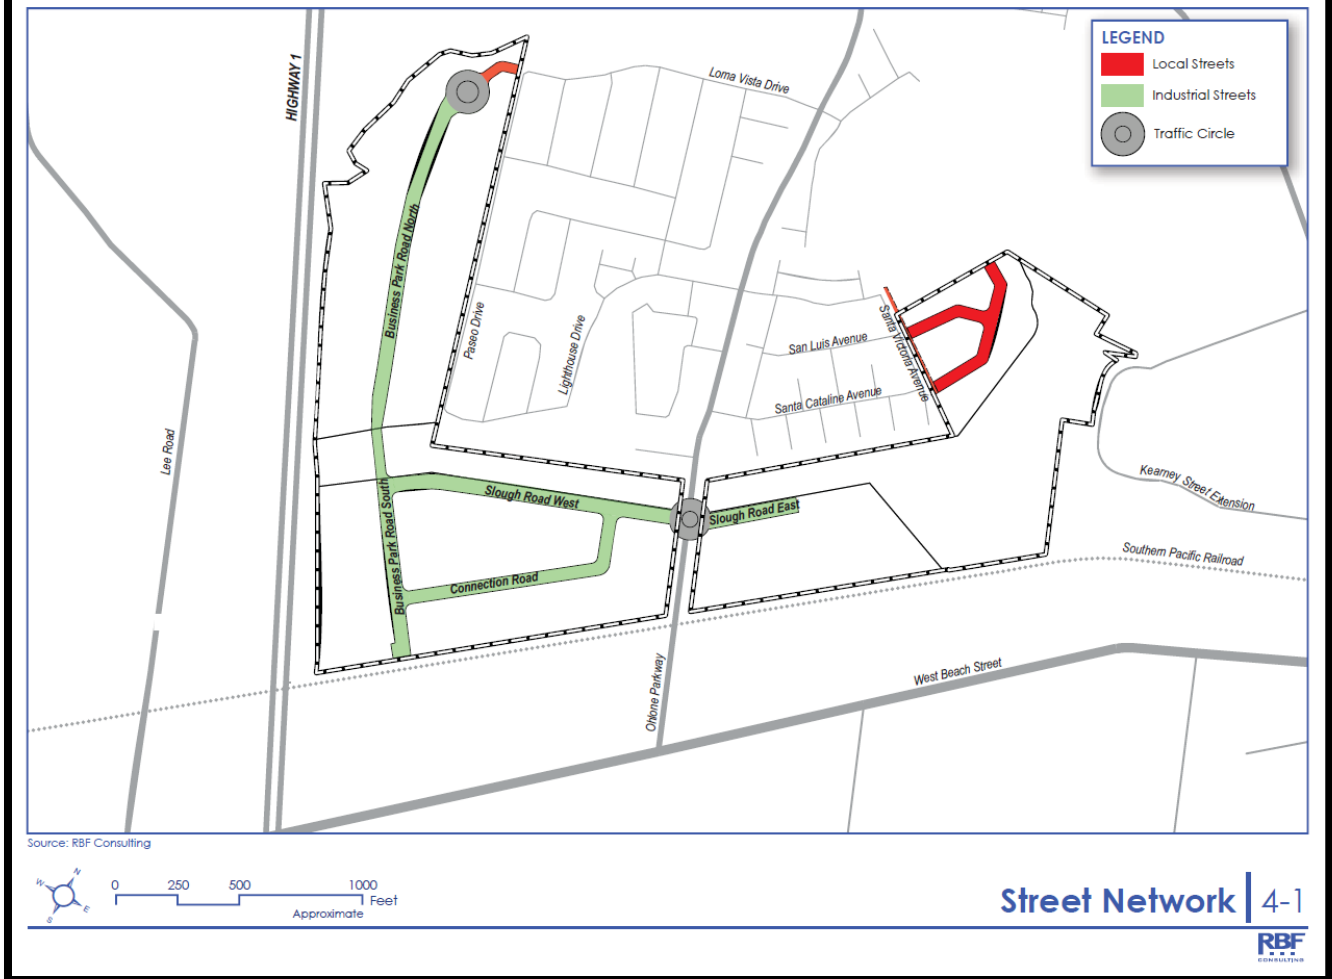 LEGEND
Local Streets
Industrial Streets
Traffic Circle
HIGHWAY 1
Loma Vista Drive
Business Park Road North
Paseo Drive
Lighthouse Drive
San Luis Avenue
Santa Victoria Avenue
Santa Cataline Avenue
Lee Road
Kearney Street Extension
Slough Road West
Slough Road East
Business Park Road South
Connection Road
Southern Pacific Railroad
Ohlone Parkway
West Beach Street
Source: RBF Consulting
N
W
E
S
0 250 500 1000
Feet
Approximate
Street Network 4-1
RBF
CONSULTING